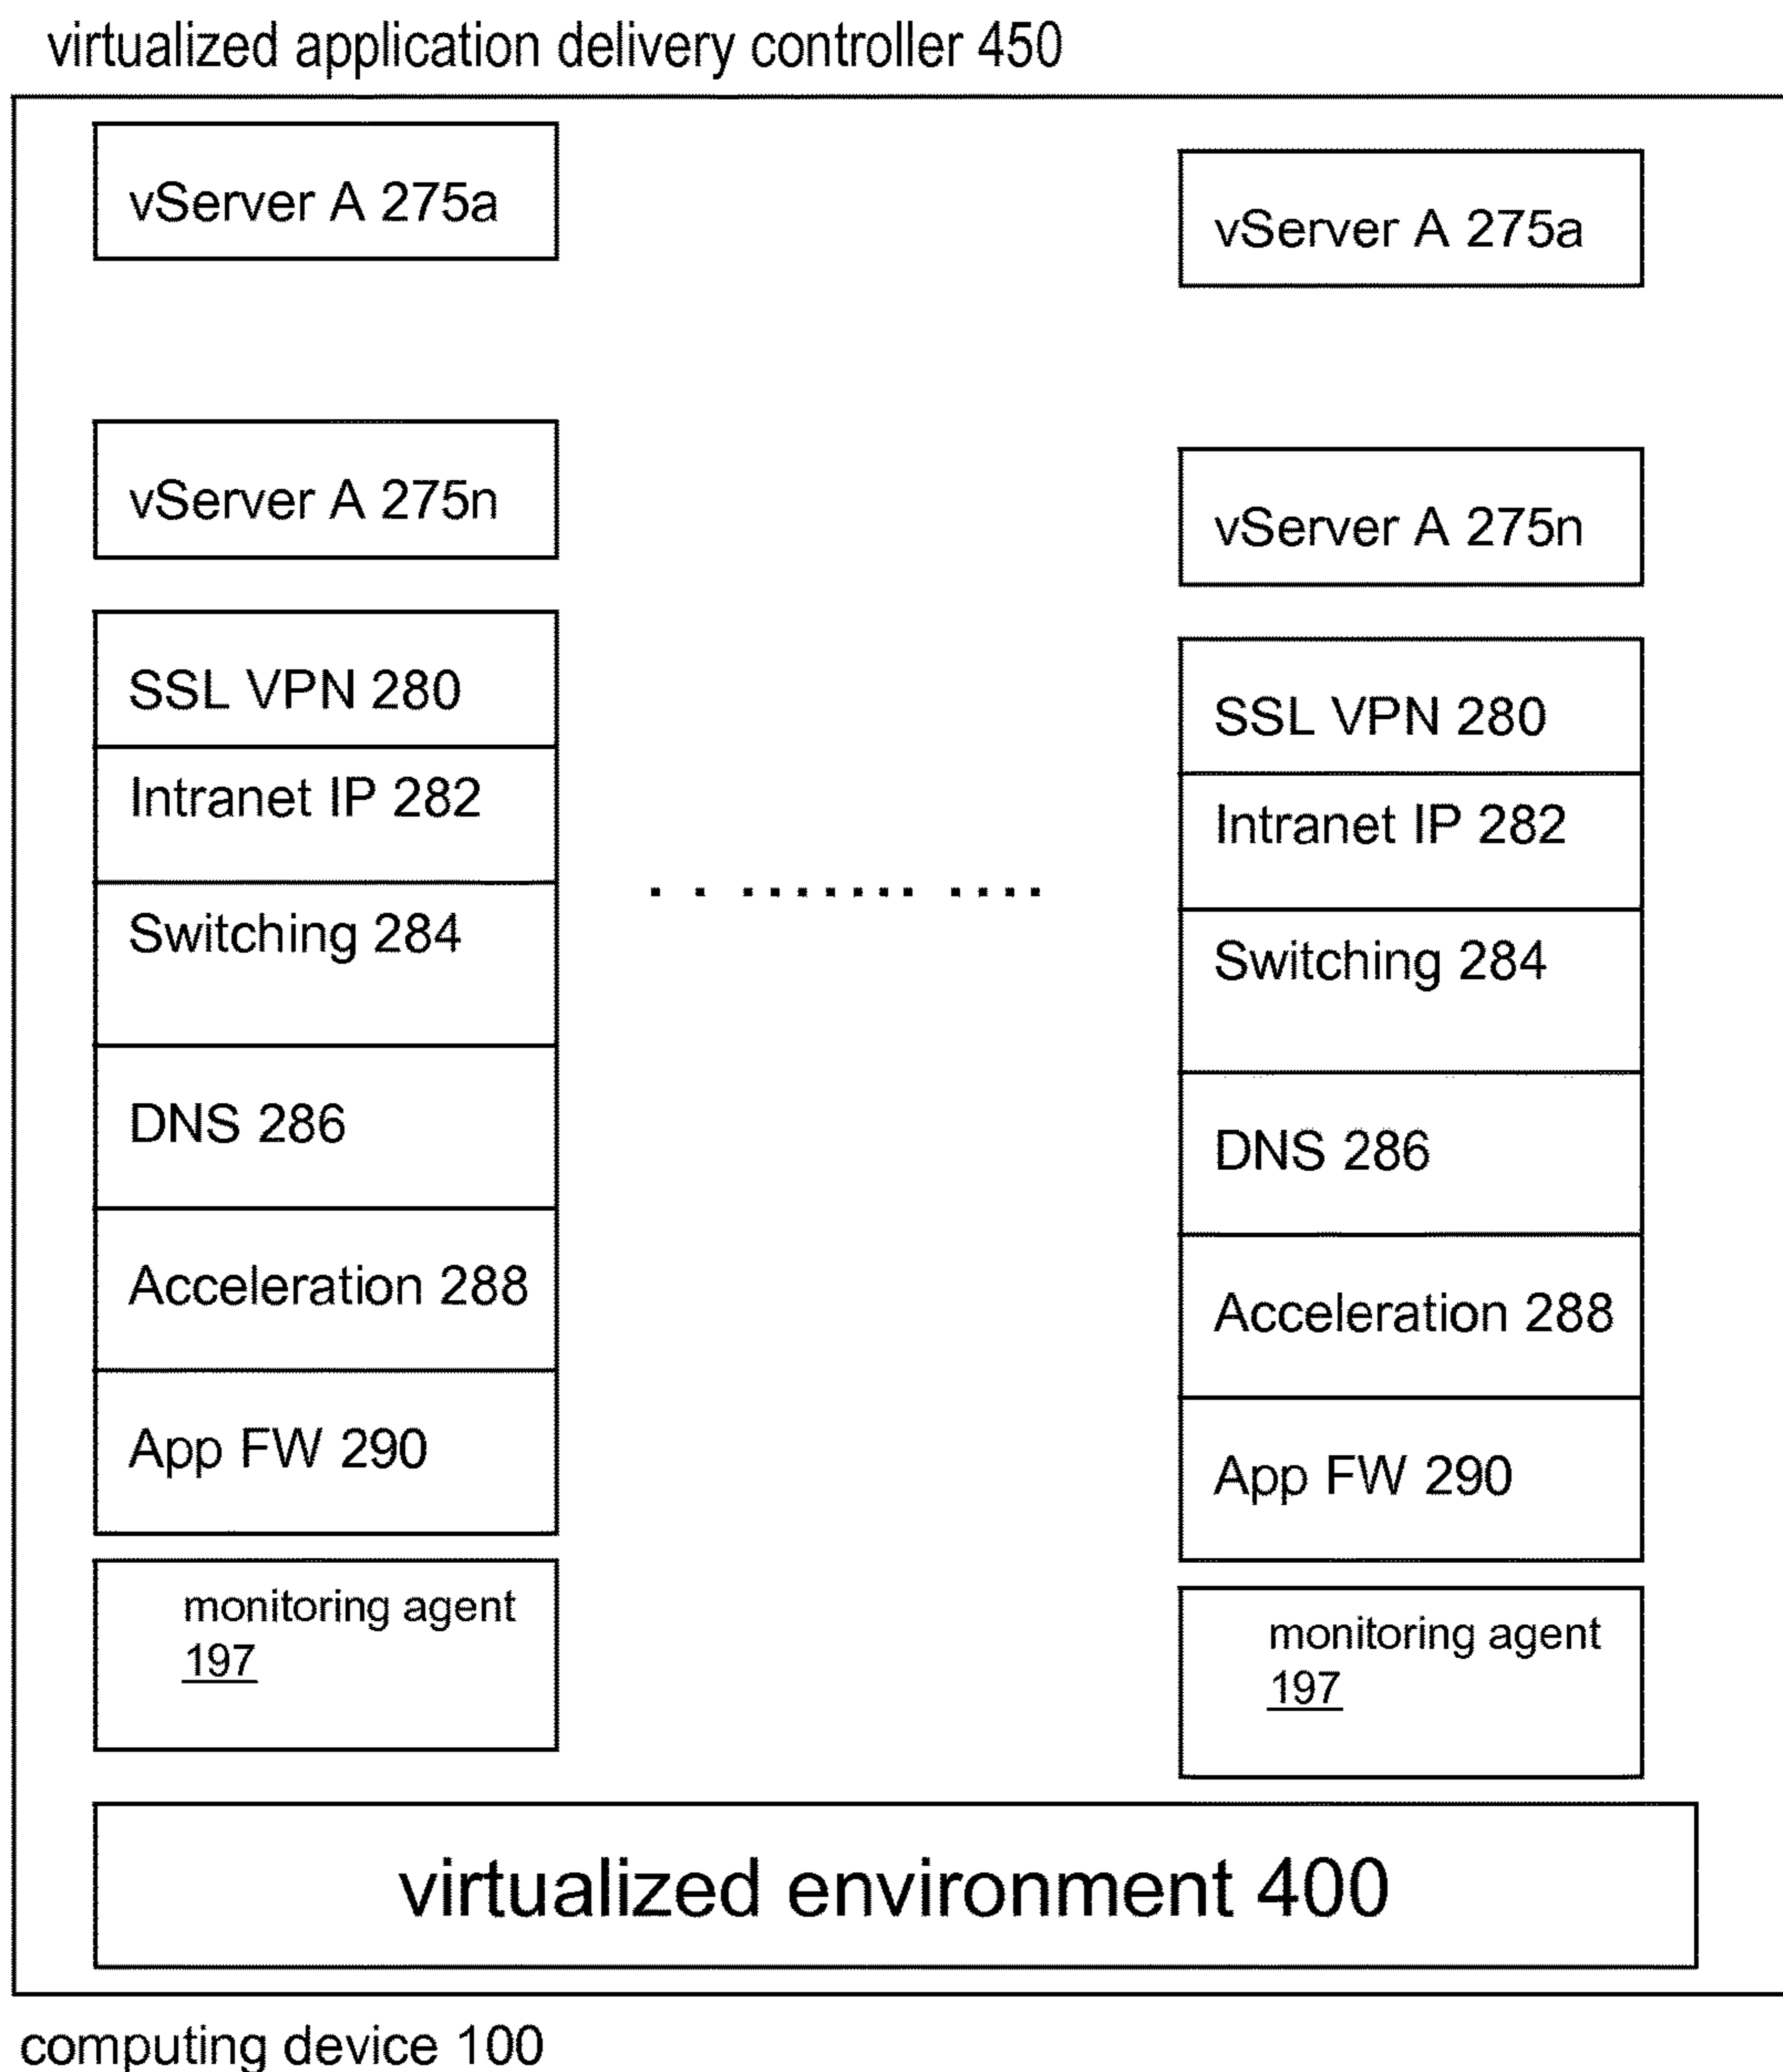 virtualized application delivery controller 450
vServer A 275a
vServer A 275n
SSL VPN 280
Intranet IP 282
Switching 284
DNS 286
Acceleration 288
App FW 290
monitoring agent
197
vServer A 275a
vServer A 275n
SSL VPN 280
Intranet IP 282
Switching 284
DNS 286
Acceleration 288
App FW 290
monitoring agent
197
virtualized environment 400
computing device 100